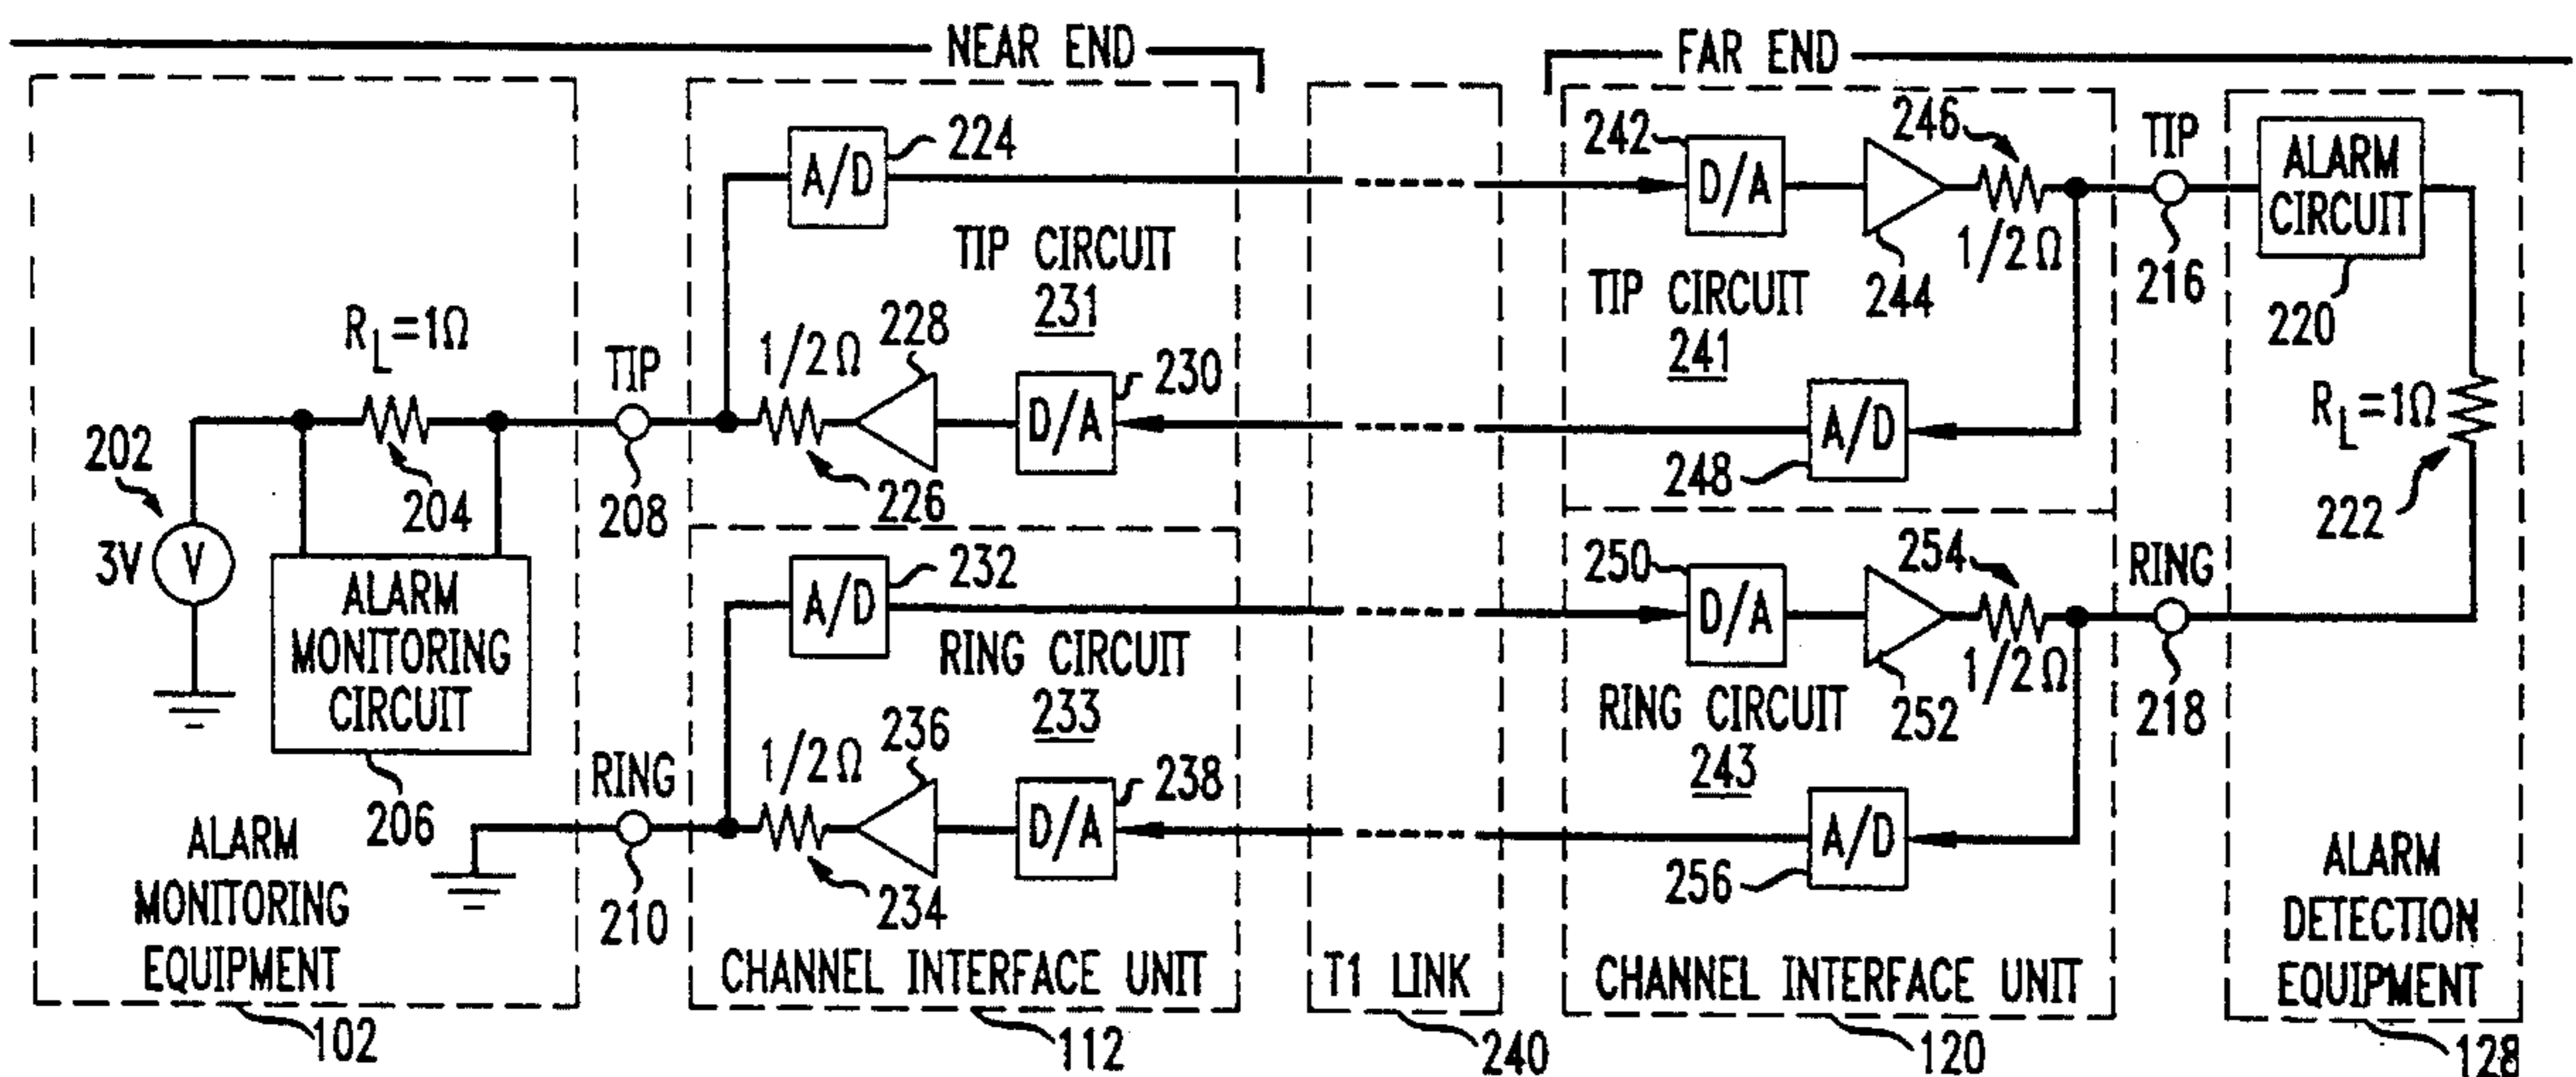 NEAR END
FAR END
A/D
224
TIP CIRCUIT
231
R_L=1Ω
204
202
3V
V
ALARM
MONITORING
CIRCUIT
206
ALARM
MONITORING
EQUIPMENT
102
TIP
208
1/2Ω
226
228
D/A
230
A/D
232
RING CIRCUIT
233
RING
210
1/2Ω
234
236
D/A
238
CHANNEL INTERFACE UNIT
112
T1 LINK
240
242
D/A
244
246
1/2Ω
TIP CIRCUIT
241
A/D
248
250
D/A
252
254
1/2Ω
RING CIRCUIT
243
A/D
256
CHANNEL INTERFACE UNIT
120
TIP
216
RING
218
ALARM
CIRCUIT
220
R_L=1Ω
222
ALARM
DETECTION
EQUIPMENT
128